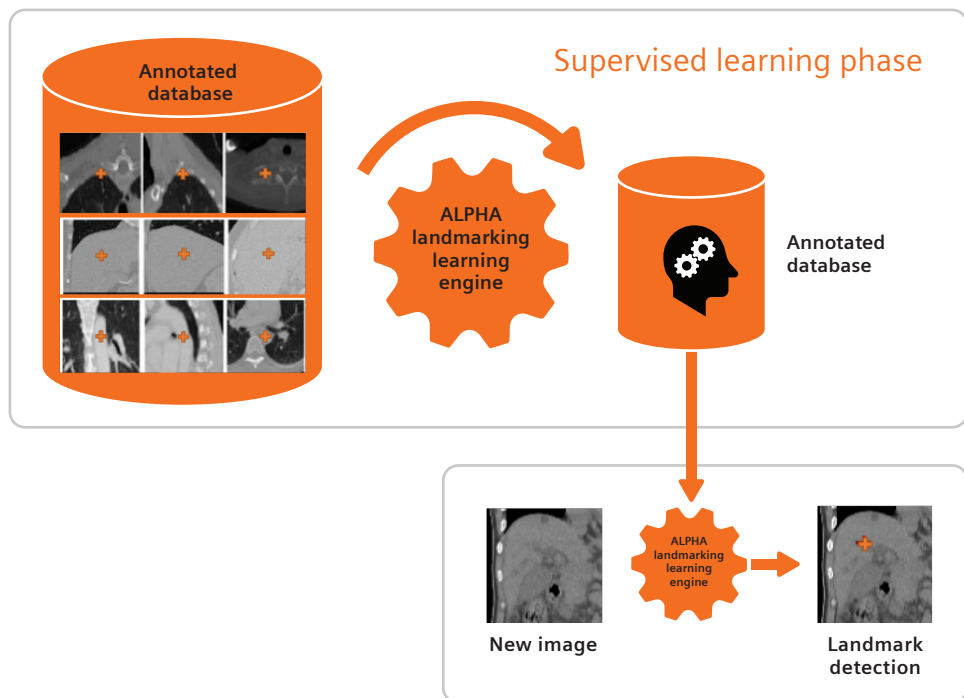 Supervised learning phase
Annotated
database
ALPHA
landmarking
learning
engine
Annotated
database
ALPHA
landmarking
learning
engine
New image
Landmark
detection